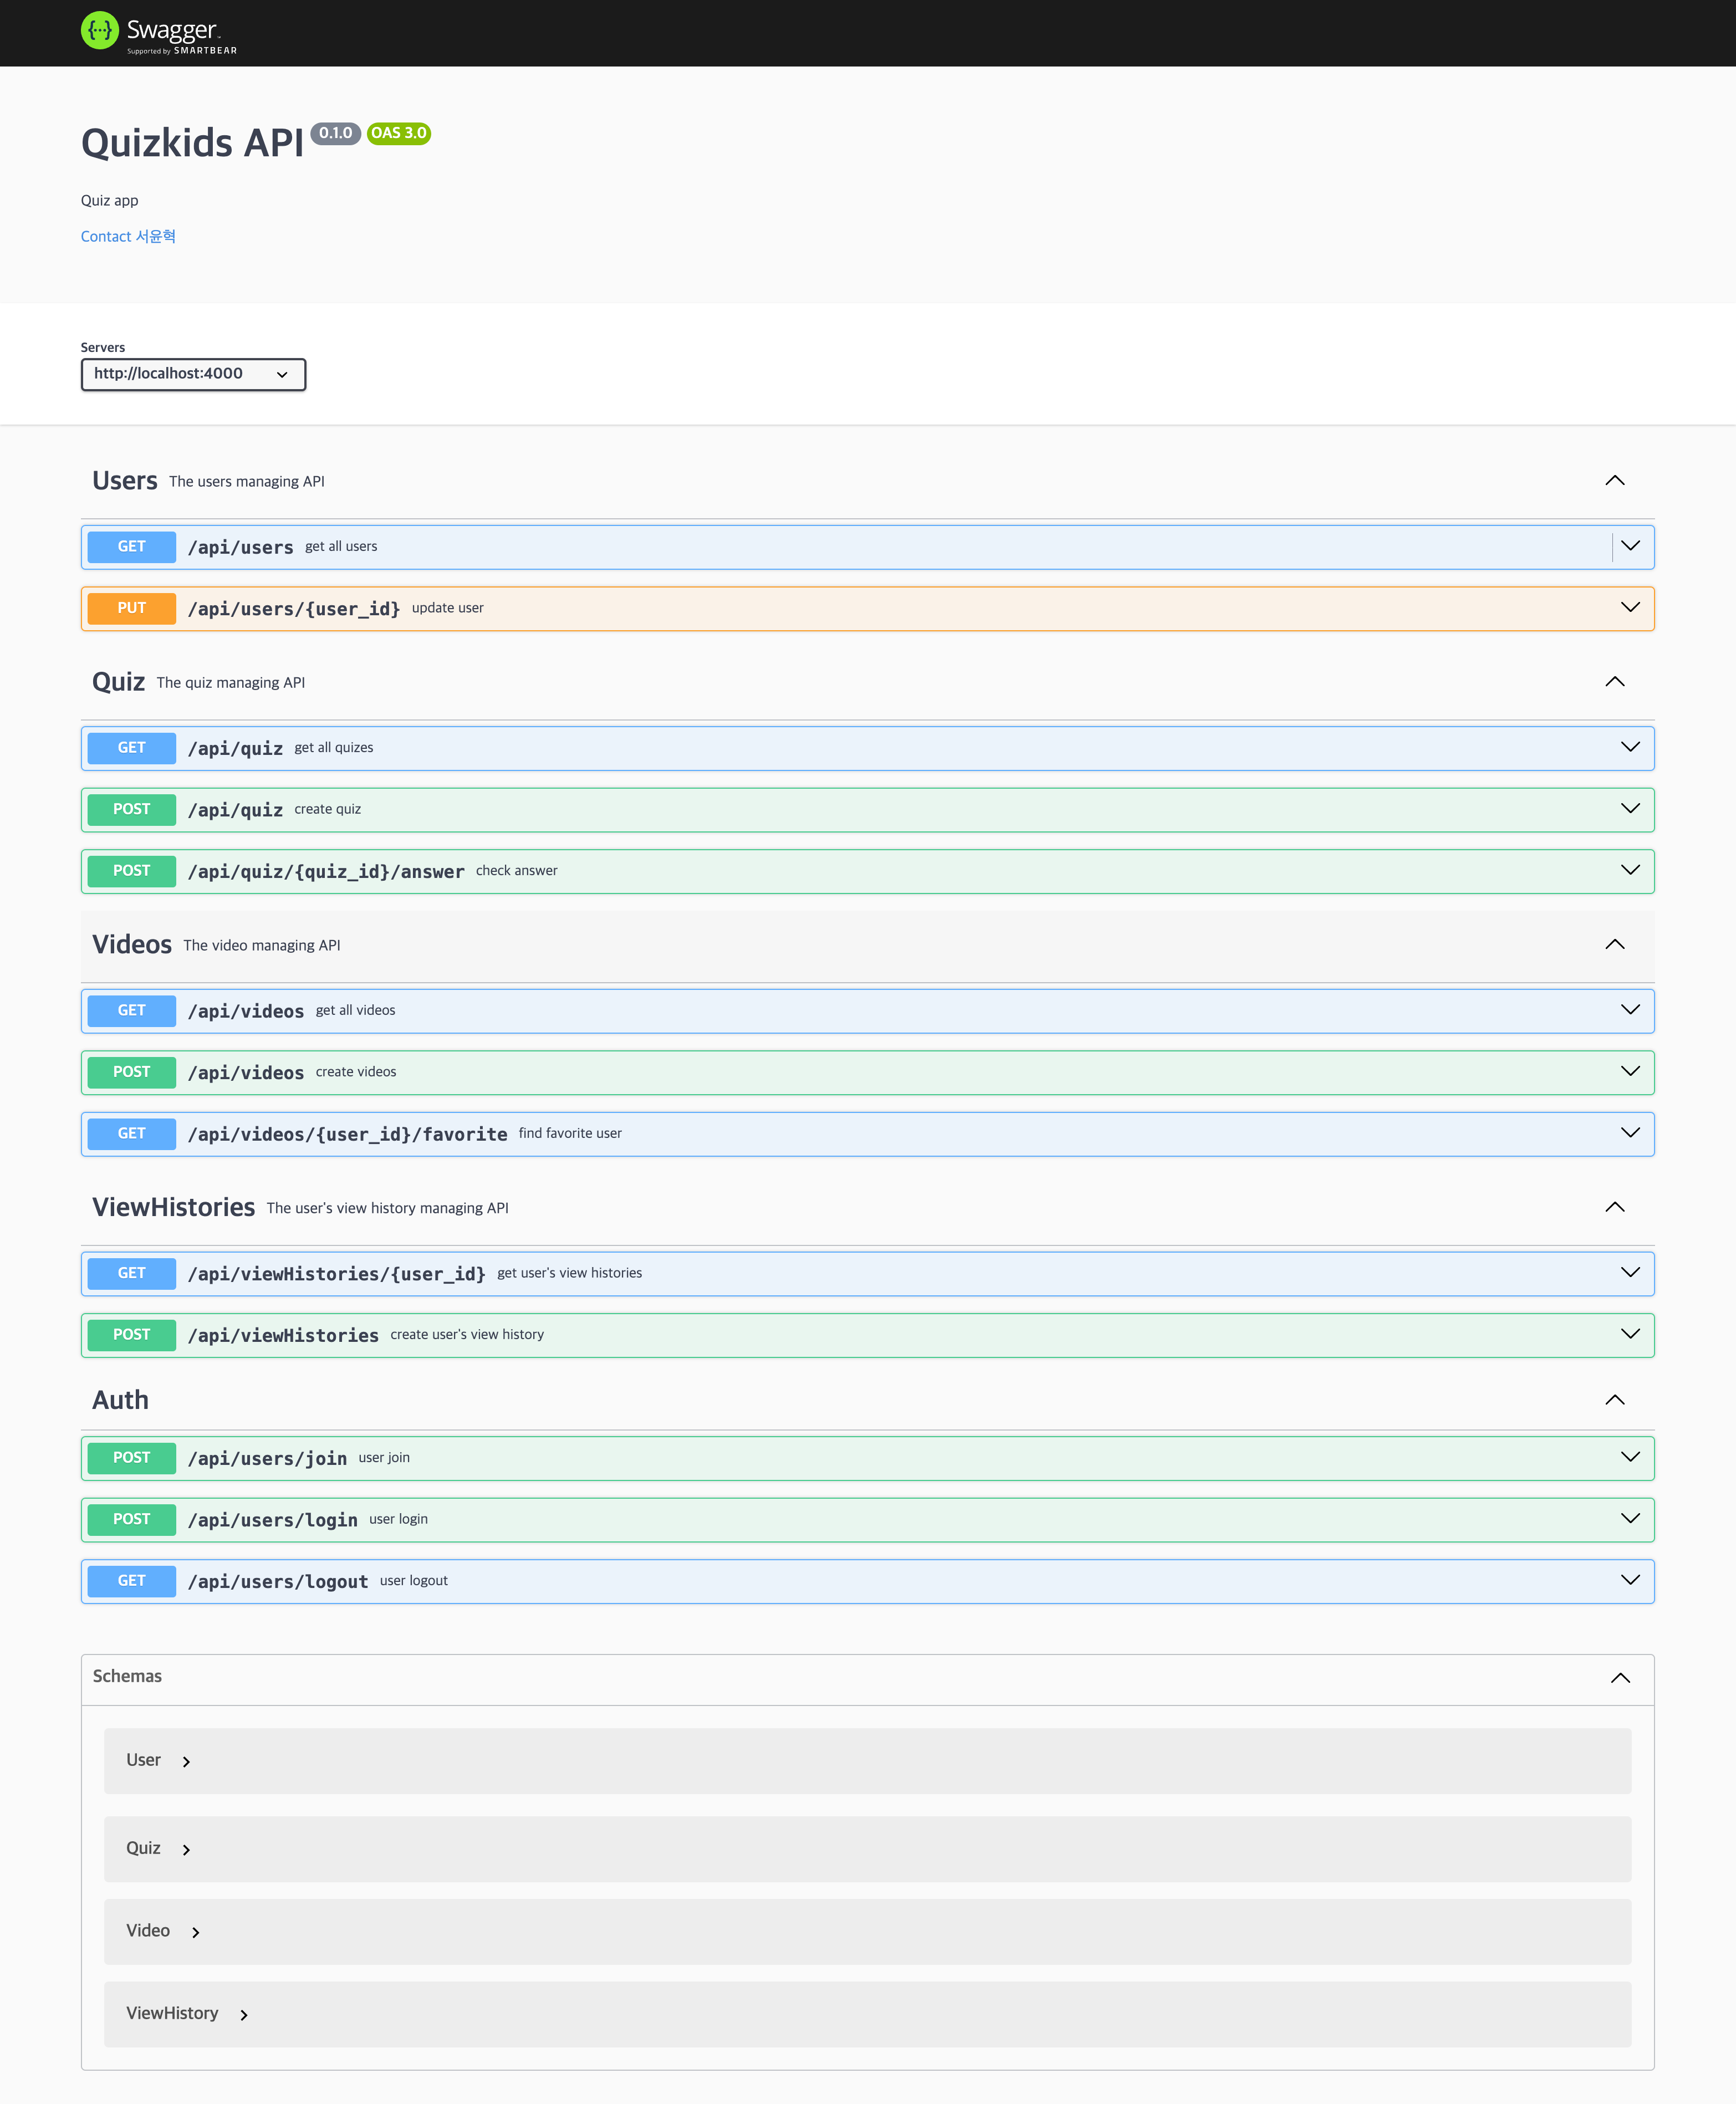 Swagger
Supported by SMARTBEAR
Quizkids API 0.1.0 OAS 3.0
Quiz app
Contact 서윤혁
Servers
http://localhost:4000
Users The users managing API
GET /api/users get all users
PUT /api/users/{user_id} update user
Quiz The quiz managing API
GET /api/quiz get all quizes
POST /api/quiz create quiz
POST /api/quiz/{quiz_id}/answer check answer
Videos The video managing API
GET /api/videos get all videos
POST /api/videos create videos
GET /api/videos/{user_id}/favorite find favorite user
ViewHistories The user's view history managing API
GET /api/viewHistories/{user_id} get user's view histories
POST /api/viewHistories create user's view history
Auth
POST /api/users/join user join
POST /api/users/login user login
GET /api/users/logout user logout
Schemas
User
Quiz
Video
ViewHistory